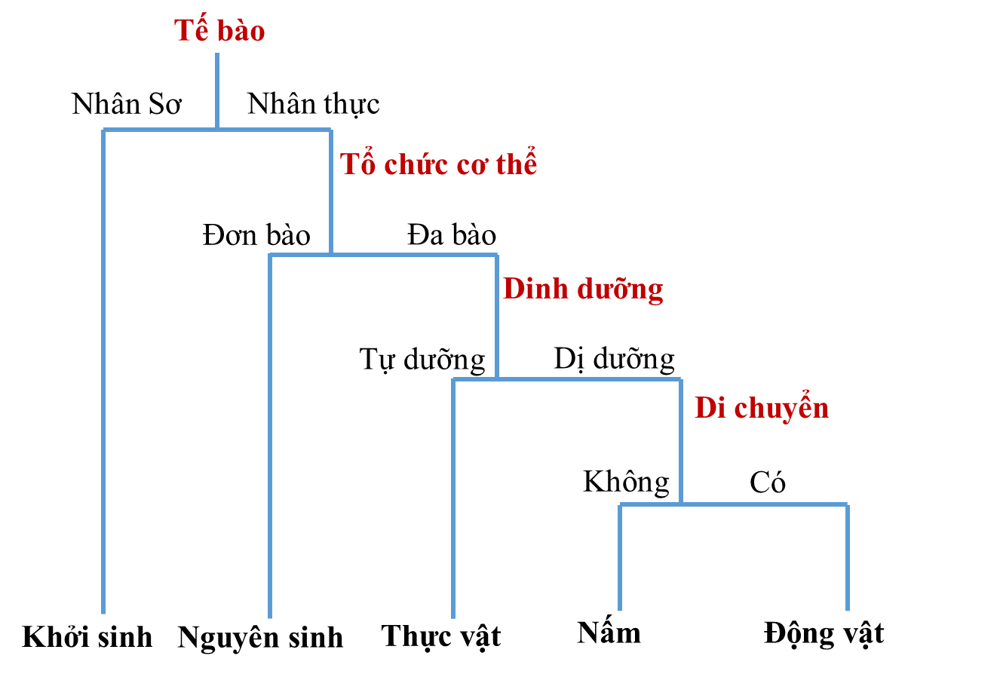 Tế bào
Nhân Sơ
Nhân thực
Tổ chức cơ thể
Đơn bào
Đa bào
Dinh dưỡng
Tự dưỡng
Dị dưỡng
Di chuyển
Không
Có
Khởi sinh
Nguyên sinh
Thực vật
Nấm
Động vật